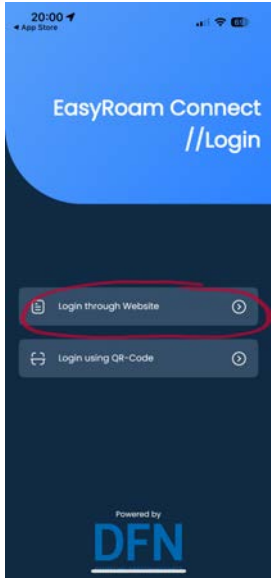 20:00
App Store
EasyRoam Connect
//Login
Login through Website
Login using QR-Code
Powered by
DFN